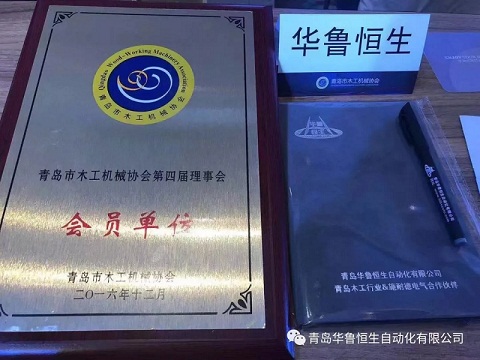 Qingdao Wood-Working Machinery Association
青岛市木工机械协会
青岛市木工机械协会第四届理事会
会员单位
青岛市木工机械协会
二〇一六年十二月
华鲁恒生
青岛市木工机械协会
青岛华鲁恒生自动化有限公司
青岛木工行业&施耐德电气合作伙伴
青岛华鲁恒生自动化有限公司